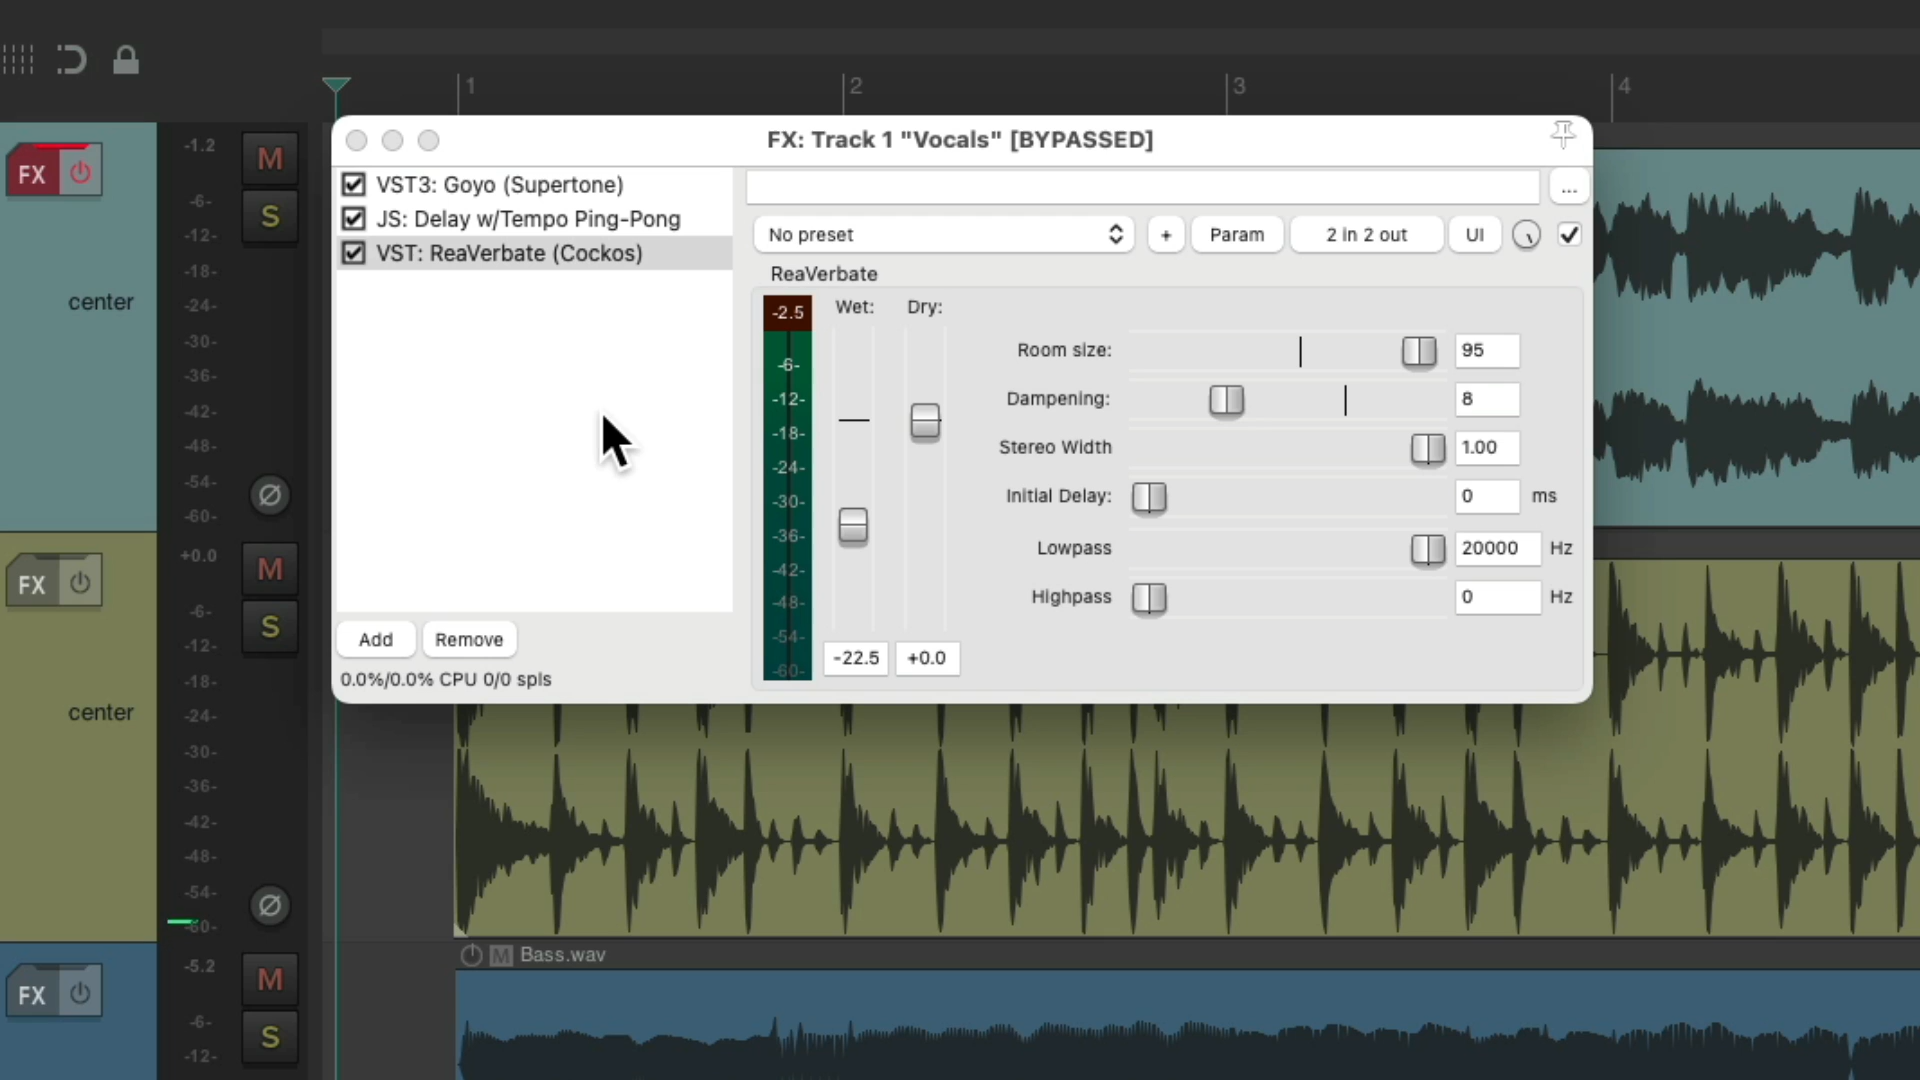 1 2 3 4
FX: Track 1 "Vocals" [BYPASSED]
VST3: Goyo (Supertone)
JS: Delay w/Tempo Ping-Pong
VST: ReaVerbate (Cockos)
Add Remove
0.0%/0.0% CPU 0/0 spls
...
No preset + Param 2 in 2 out UI
ReaVerbate
Wet: Dry:
-2.5
-6-
-12-
-18-
-24-
-30-
-36-
-42-
-48-
-54-
-60-
-22.5 +0.0
Room size: 95
Dampening: 8
Stereo Width 1.00
Initial Delay: 0 ms
Lowpass 20000 Hz
Highpass 0 Hz
FX
center
-1.2
-6-
-12-
-18-
-24-
-30-
-36-
-42-
-48-
-54-
-60-
M
S
Ø
FX
center
+0.0
-6-
-12-
-18-
-24-
-30-
-36-
-42-
-48-
-54-
-60-
M
S
Ø
FX
-5.2
-6-
-12-
M
S
M Bass.wav